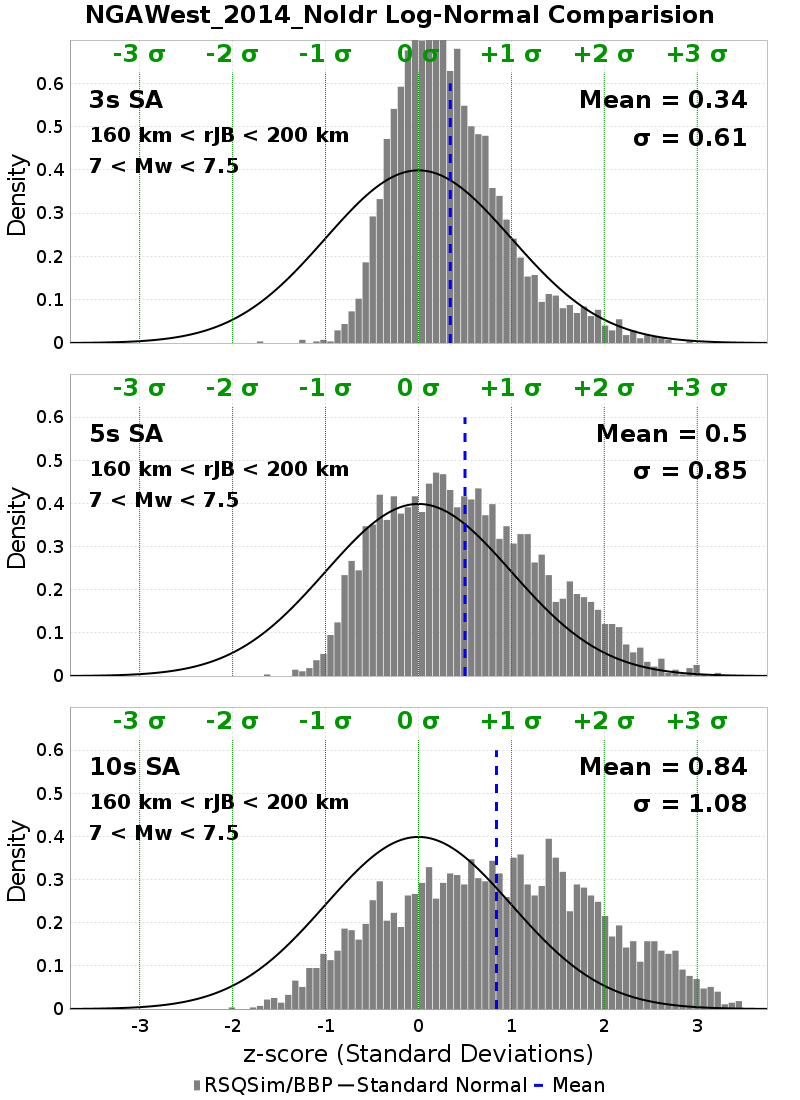 NGAWest_2014_NoIdr Log-Normal Comparision
-3 σ -2 σ -1 σ 0 σ +1 σ +2 σ +3 σ
3s SA
Mean = 0.34
160 km < rJB < 200 km
σ = 0.61
7 < Mw < 7.5
0.6
0.5
0.4
0.3
0.2
0.1
0
Density
-3 σ -2 σ -1 σ 0 σ +1 σ +2 σ +3 σ
5s SA
Mean = 0.5
160 km < rJB < 200 km
σ = 0.85
7 < Mw < 7.5
0.6
0.5
0.4
0.3
0.2
0.1
0
Density
-3 σ -2 σ -1 σ 0 σ +1 σ +2 σ +3 σ
10s SA
Mean = 0.84
160 km < rJB < 200 km
σ = 1.08
7 < Mw < 7.5
0.6
0.5
0.4
0.3
0.2
0.1
0
Density
-3 -2 -1 0 1 2 3
z-score (Standard Deviations)
RSQSim/BBP Standard Normal Mean